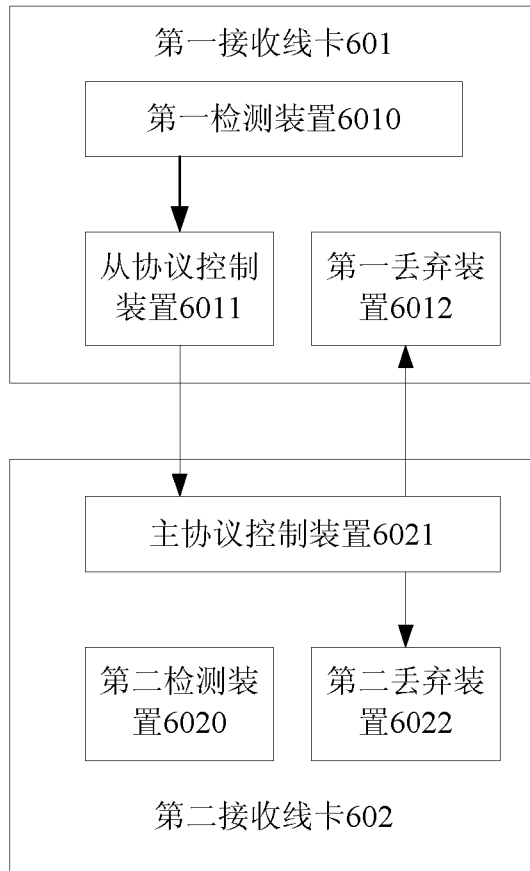 第一接收线卡601
第一检测装置6010
从协议控制
装置6011
第一丢弃装
置6012
主协议控制装置6021
第二检测装
置6020
第二丢弃装
置6022
第二接收线卡602